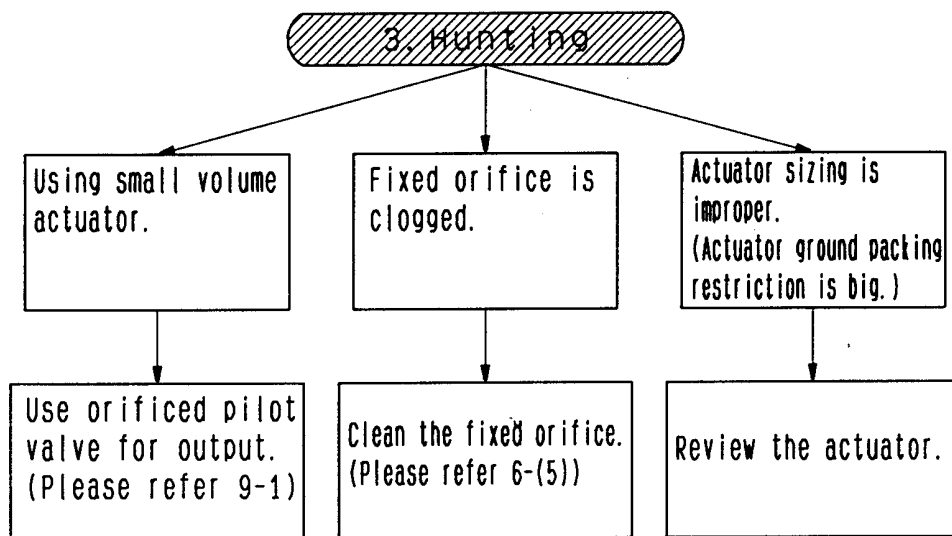 3. Hunting
Using small volume
actuator.
Fixed orifice is
clogged.
Actuator sizing is
improper.
(Actuator ground packing
restriction is big.)
Use orificed pilot
valve for output.
(Please refer 9-1)
Clean the fixed orifice.
(Please refer 6-(5))
Review the actuator.